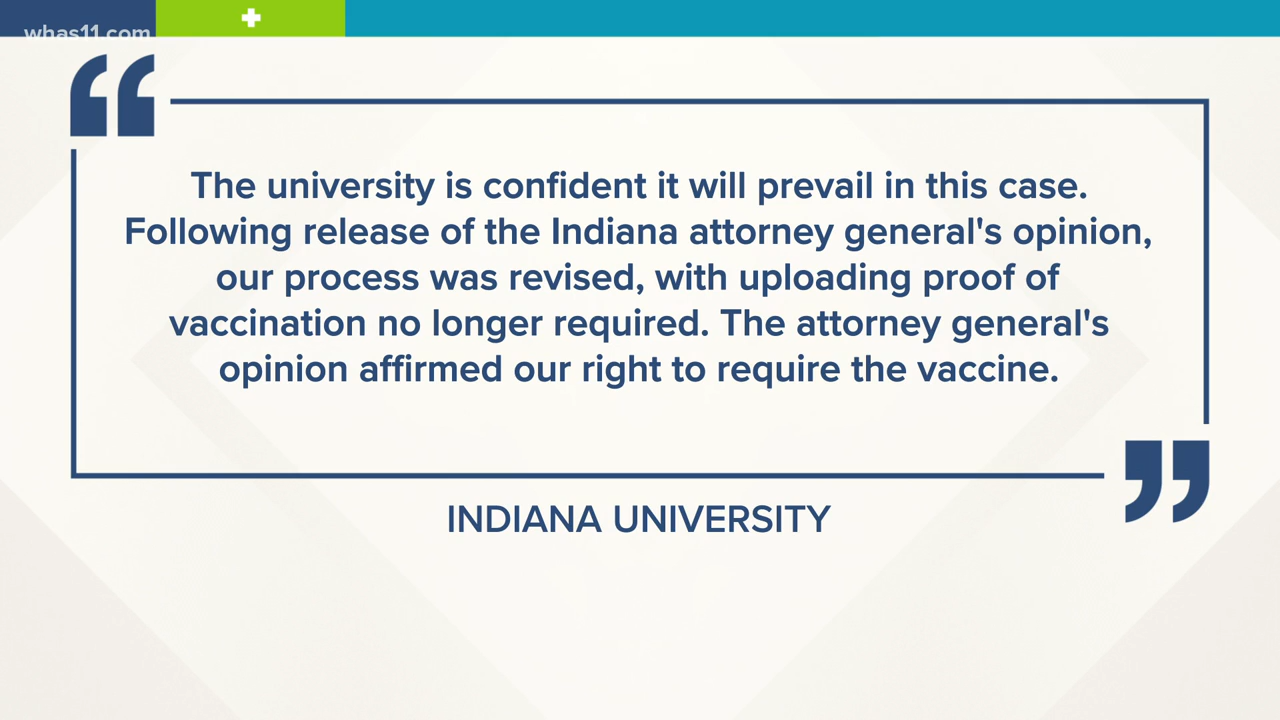 whas11.com
The university is confident it will prevail in this case.
Following release of the Indiana attorney general's opinion,
our process was revised, with uploading proof of
vaccination no longer required. The attorney general's
opinion affirmed our right to require the vaccine.
INDIANA UNIVERSITY